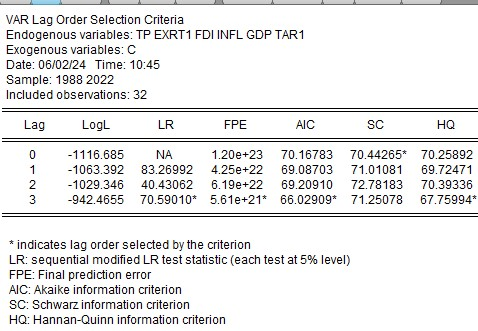 VAR Lag Order Selection Criteria
Endogenous variables: TP EXRT1 FDI INFL GDP TAR1
Exogenous variables: C
Date: 06/02/24 Time: 10:45
Sample: 1988 2022
Included observations: 32
Lag LogL LR FPE AIC SC HQ
0 -1116.685 NA 1.20e+23 70.16783 70.44265* 70.25892
1 -1063.392 83.26992 4.25e+22 69.08703 71.01081 69.72471
2 -1029.346 40.43062 6.19e+22 69.20910 72.78183 70.39336
3 -942.4655 70.59010* 5.61e+21* 66.02909* 71.25078 67.75994*
* indicates lag order selected by the criterion
LR: sequential modified LR test statistic (each test at 5% level)
FPE: Final prediction error
AIC: Akaike information criterion
SC: Schwarz information criterion
HQ: Hannan-Quinn information criterion